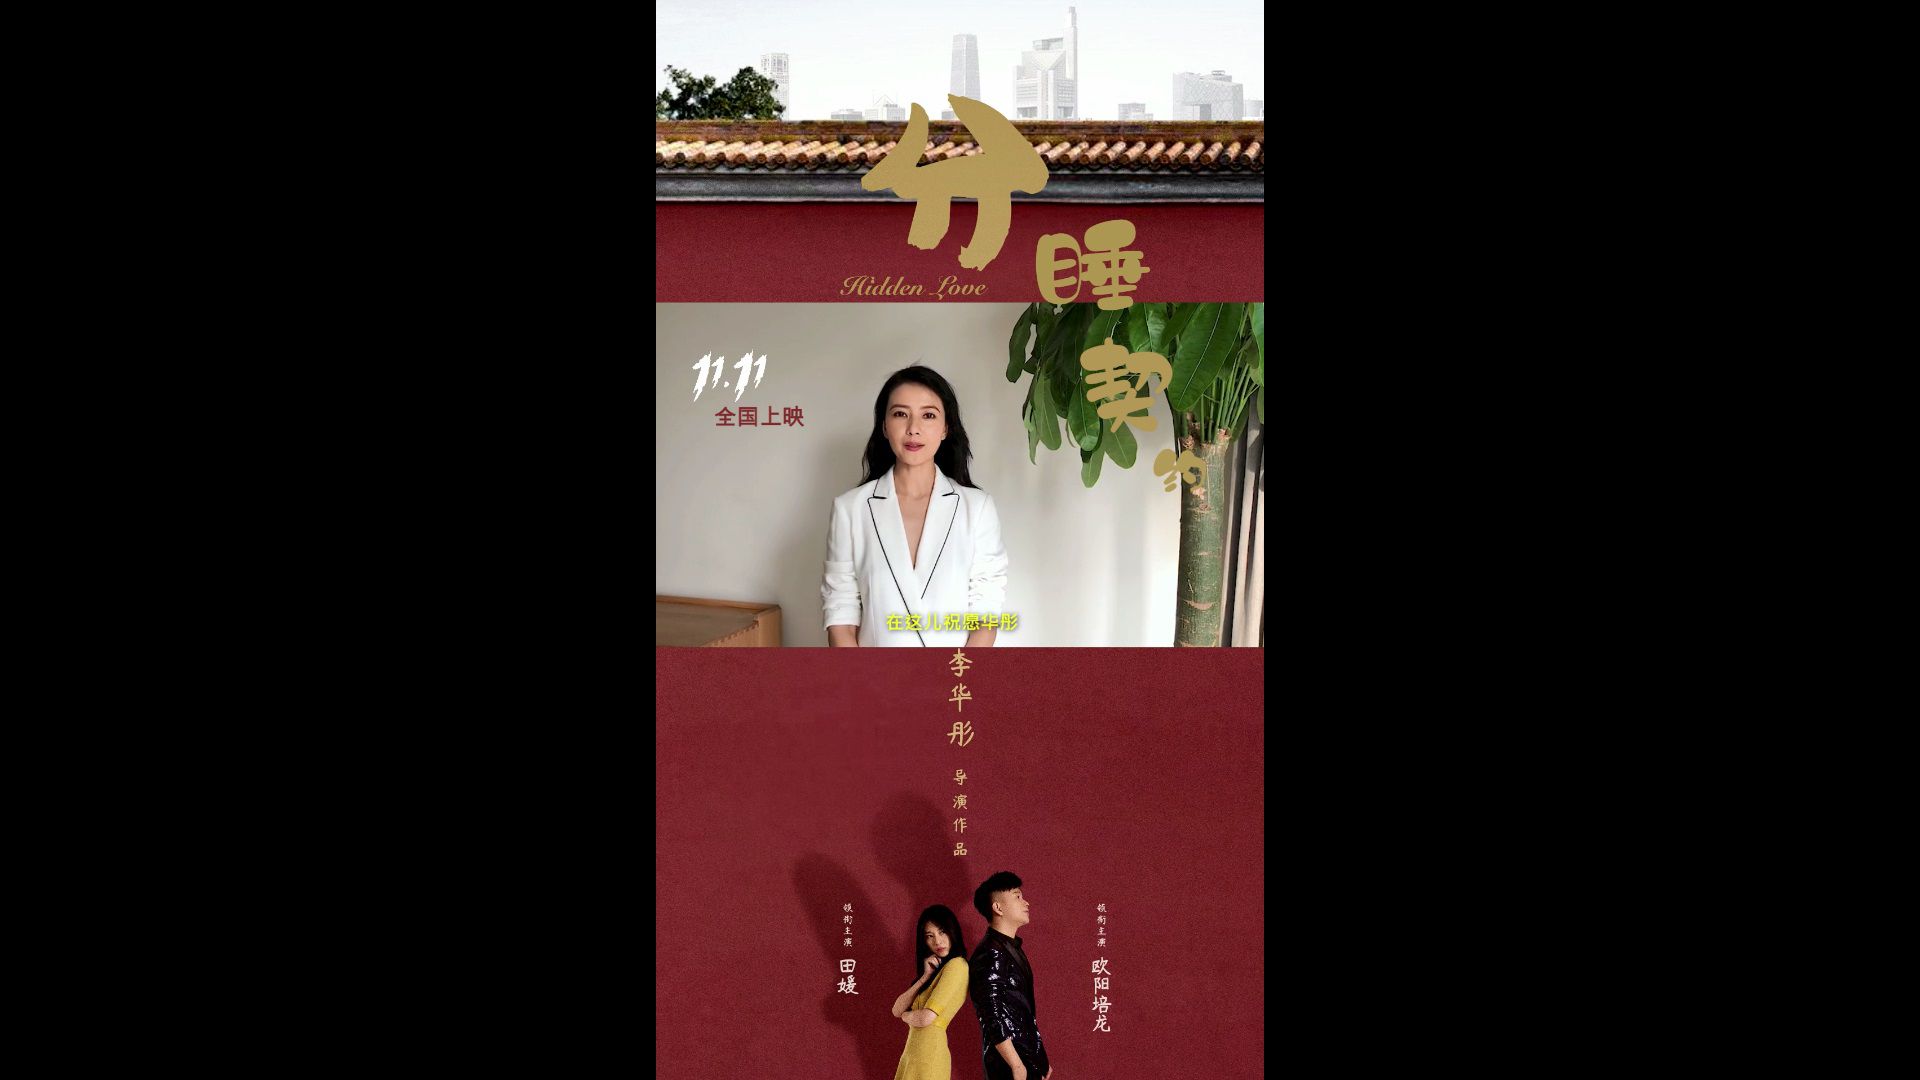 分睡契约
Hidden Love
11.11
全国上映
在这儿祝愿华彤
李华彤
导演作品
领衔主演
田媛
领衔主演
欧阳培龙